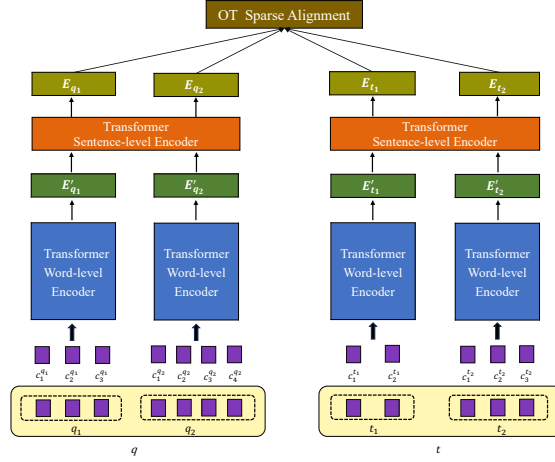 OT Sparse Alignment
E_{q_1} E_{q_2} E_{t_1} E_{t_2}
Transformer Sentence-level Encoder
Transformer Sentence-level Encoder
E'_{q_1} E'_{q_2} E'_{t_1} E'_{t_2}
Transformer Word-level Encoder
Transformer Word-level Encoder
Transformer Word-level Encoder
Transformer Word-level Encoder
c_1^{q_1} c_2^{q_1} c_3^{q_1} c_1^{q_2} c_2^{q_2} c_3^{q_2} c_4^{q_2} c_1^{t_1} c_2^{t_1} c_1^{t_2} c_2^{t_2} c_3^{t_2}
q_1 q_2 t_1 t_2
q t